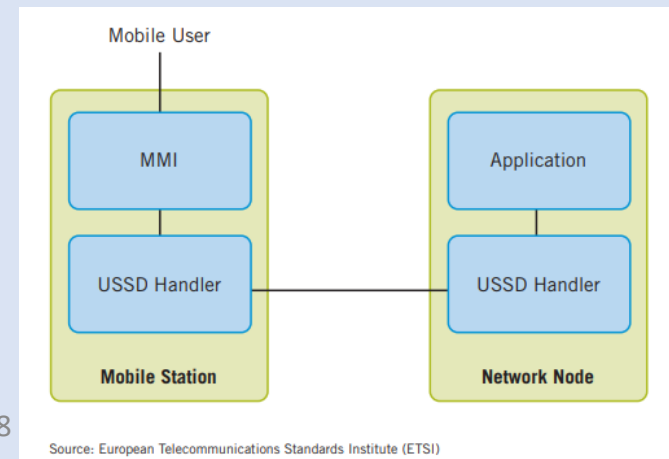 Mobile User
MMI
Application
USSD Handler
USSD Handler
Mobile Station
Network Node
8
Source: European Telecommunications Standards Institute (ETSI)